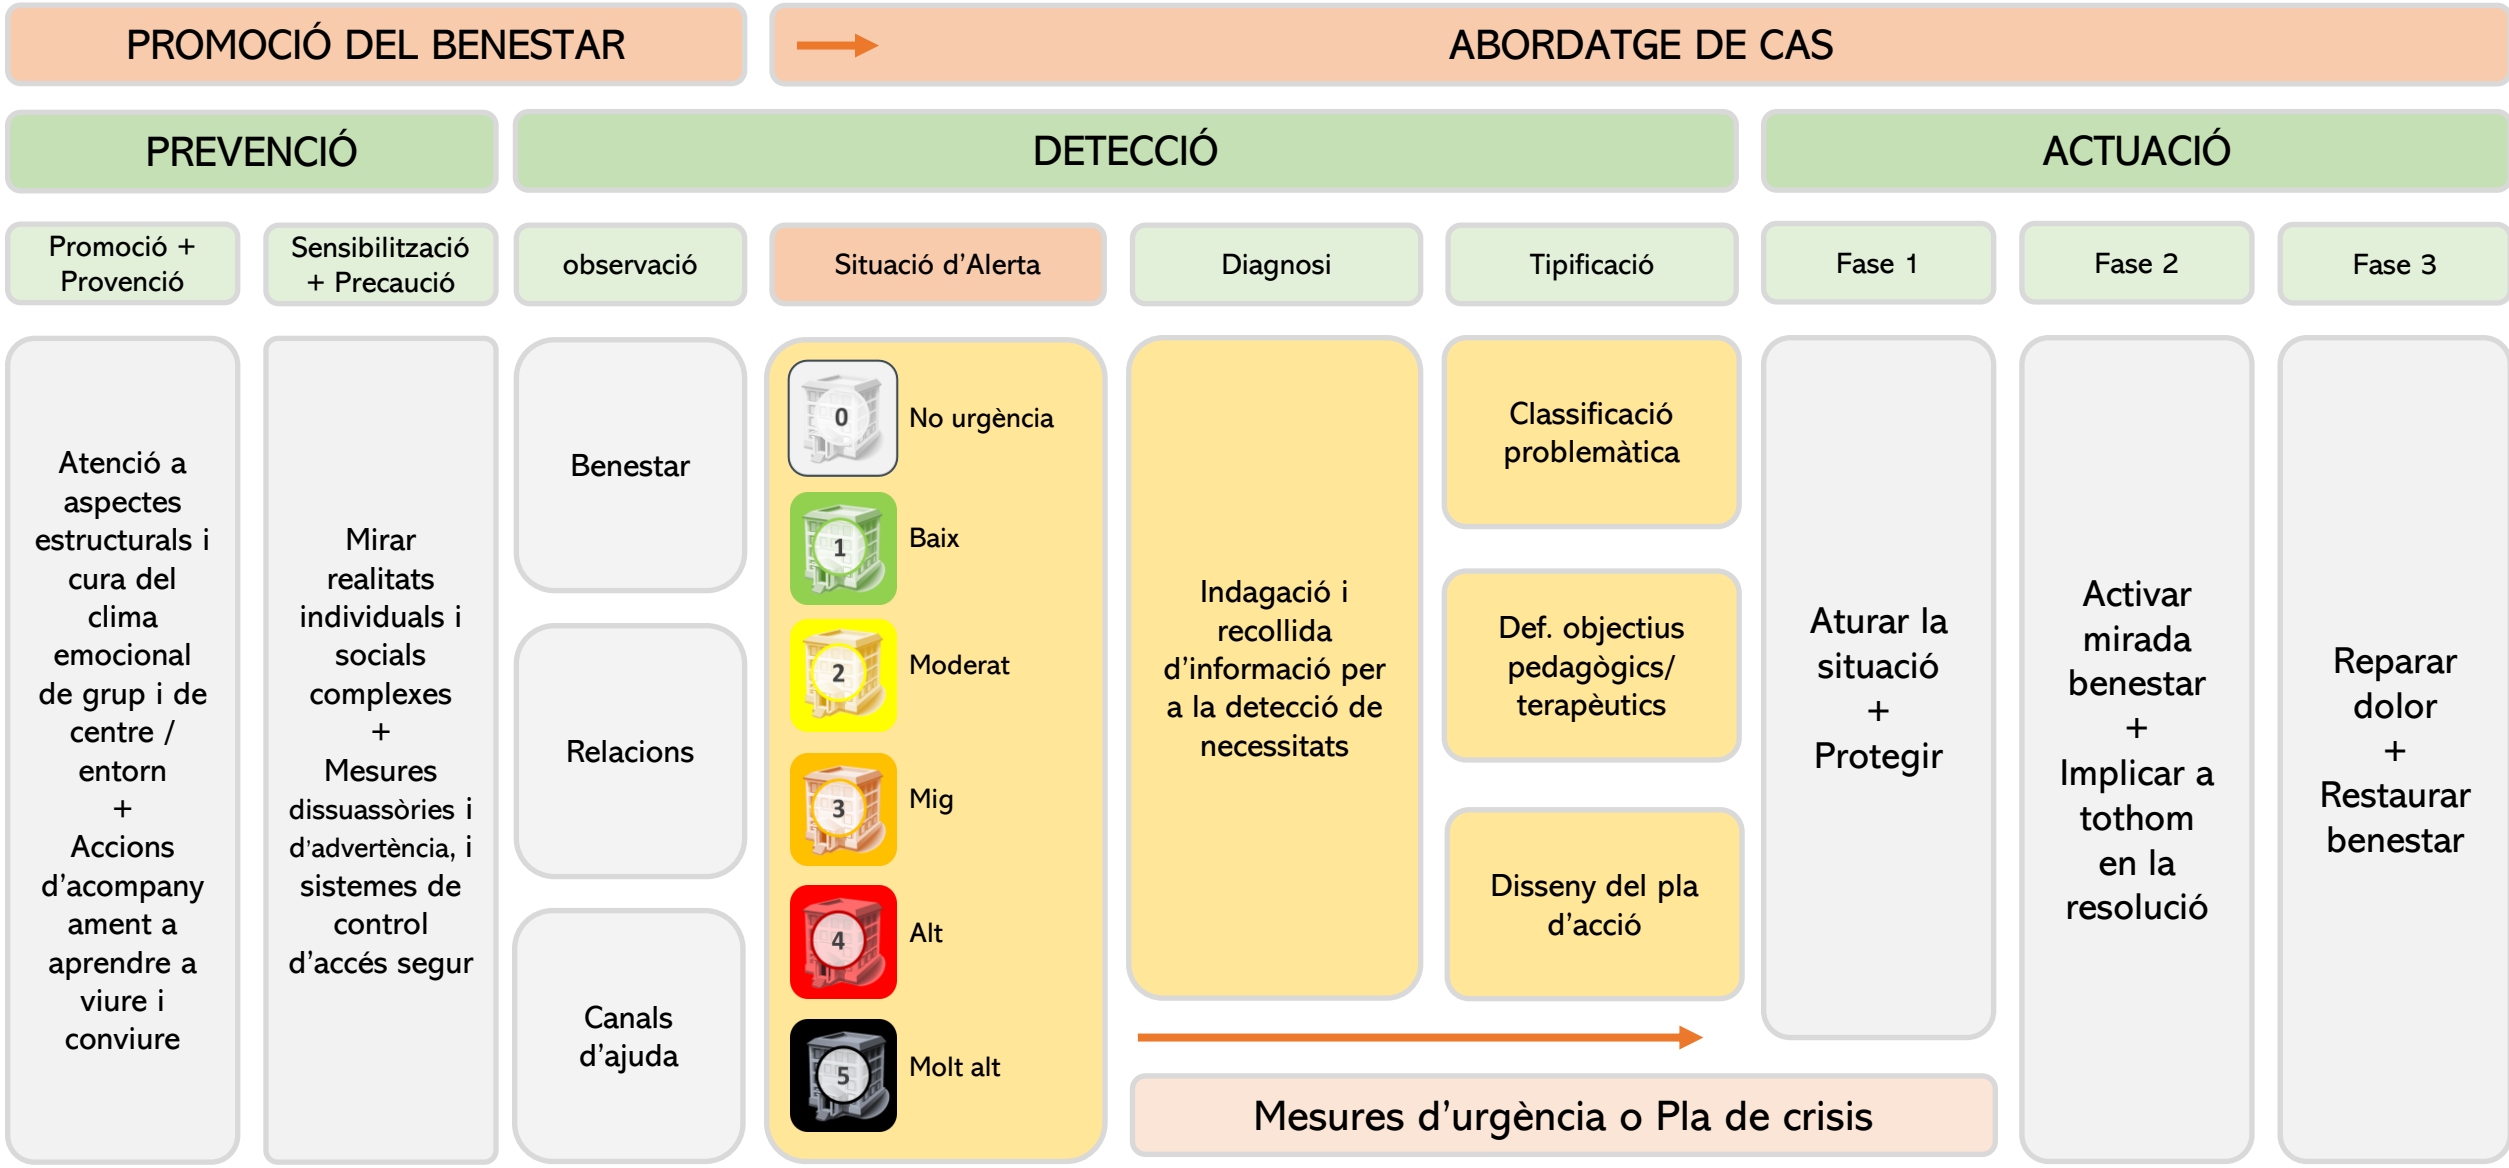 PROMOCIÓ DEL BENESTAR
ABORDATGE DE CAS
PREVENCIÓ
DETECCIÓ
ACTUACIÓ
Promoció +
Provenció
Sensibilització
+ Precaució
observació
Situació d'Alerta
Diagnosi
Tipificació
Fase 1
Fase 2
Fase 3
Atenció a
aspectes
estructurals i
cura del
clima
emocional
de grup i de
centre /
entorn
+
Accions
d'acompany
ament a
aprendre a
viure i
conviure
Mirar
realitats
individuals i
socials
complexes
+
Mesures
dissuassòries i
d'advertència, i
sistemes de
control
d'accés segur
Benestar
Relacions
Canals
d'ajuda
0
No urgència
1
Baix
2
Moderat
3
Mig
4
Alt
5
Molt alt
Indagació i
recollida
d'informació per
a la detecció de
necessitats
Classificació
problemàtica
Def. objectius
pedagògics/
terapèutics
Disseny del pla
d'acció
Mesures d'urgència o Pla de crisis
Aturar la
situació
+
Protegir
Activar
mirada
benestar
+
Implicar a
tothom
en la
resolució
Reparar
dolor
+
Restaurar
benestar